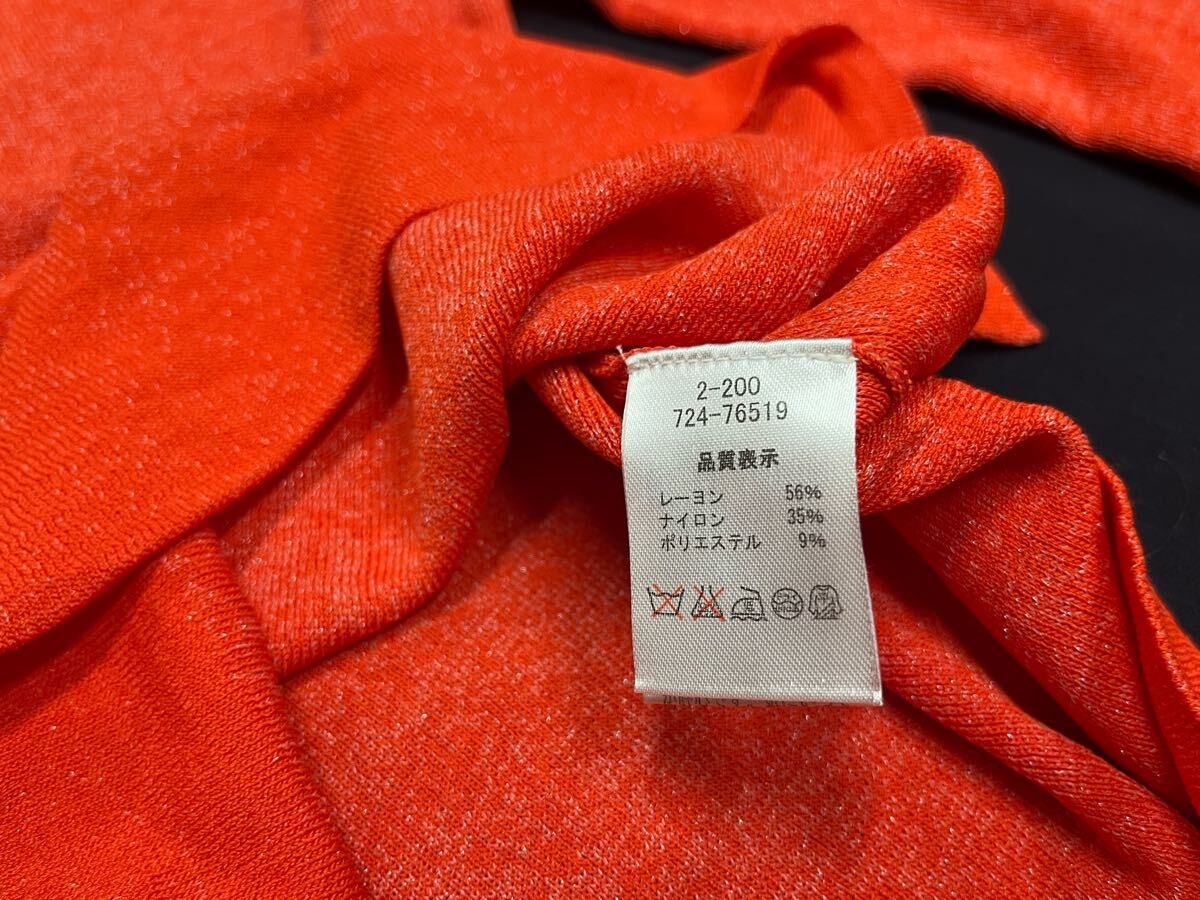 2-200
724-76519
品質表示
レーヨン 56%
ナイロン 35%
ポリエステル 9%